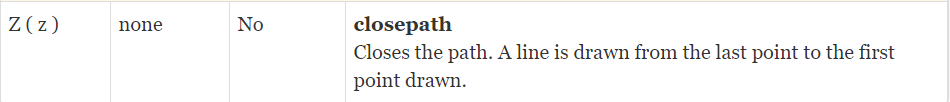 Z ( z ) none No closepath
Closes the path. A line is drawn from the last point to the first
point drawn.